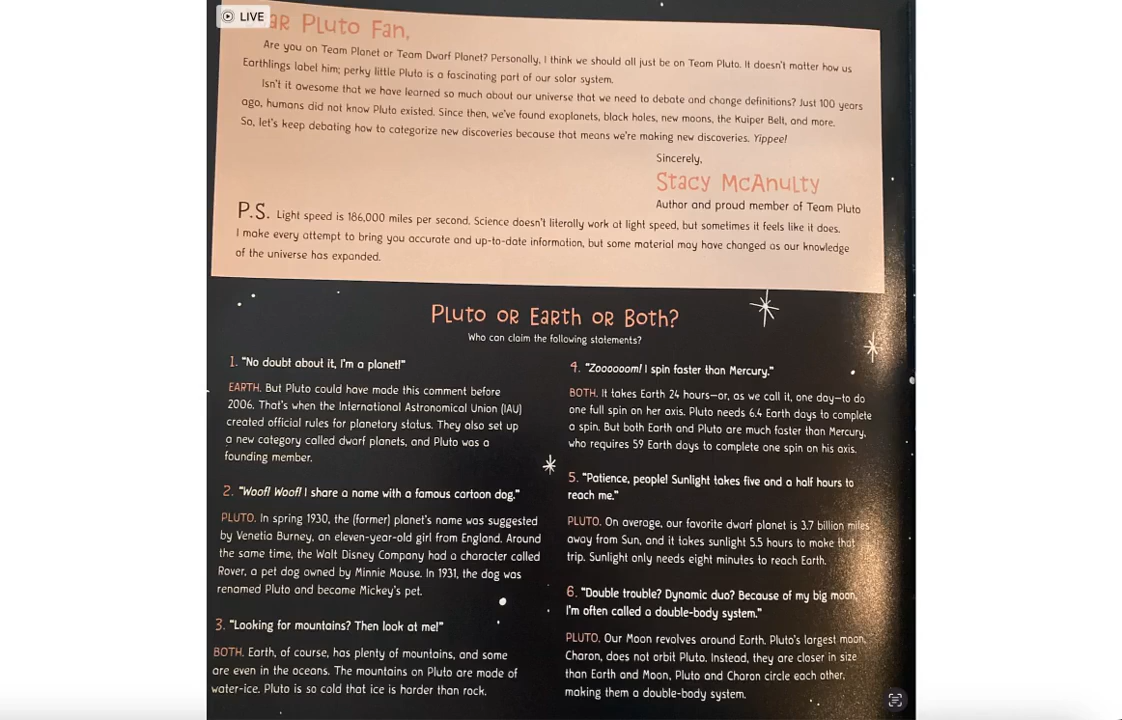 LIVE
AR PLUTO FAN,
Are you on Team Planet or Team Dwarf Planet? Personally, I think we should all just be on Team Pluto. It doesn't matter how us
Earthlings label him; perky little Pluto is a fascinating part of our solar system.
Isn't it awesome that we have learned so much about our universe that we need to debate and change definitions? Just 100 years
ago, humans did not know Pluto existed. Since then, we've found exoplanets, black holes, new moons, the Kuiper Belt, and more.
So, let's keep debating how to categorize new discoveries because that means we're making new discoveries. Yippee!
Sincerely,
Stacy McAnulty
Author and proud member of Team Pluto
P.S. Light speed is 186,000 miles per second. Science doesn't literally work at light speed, but sometimes it feels like it does.
I make every attempt to bring you accurate and up-to-date information, but some material may have changed as our knowledge
of the universe has expanded.
PLUTO OR EARTH OR BOTH?
Who can claim the following statements?
1. "No doubt about it, I'm a planet!"
EARTH. But Pluto could have made this comment before
2006. That's when the International Astronomical Union (IAU)
created official rules for planetary status. They also set up
a new category called dwarf planets, and Pluto was a
founding member.
2. "Woof! Woof! I share a name with a famous cartoon dog."
PLUTO. In spring 1930, the (former) planet's name was suggested
by Venetia Burney, an eleven-year-old girl from England. Around
the same time, the Walt Disney Company had a character called
Rover, a pet dog owned by Minnie Mouse. In 1931, the dog was
renamed Pluto and became Mickey's pet.
3. "Looking for mountains? Then look at me!"
BOTH. Earth, of course, has plenty of mountains, and some
are even in the oceans. The mountains on Pluto are made of
water-ice. Pluto is so cold that ice is harder than rock.
4. "Zoooooom! I spin faster than Mercury."
BOTH. It takes Earth 24 hours—or, as we call it, one day—to do
one full spin on her axis. Pluto needs 6.4 Earth days to complete
a spin. But both Earth and Pluto are much faster than Mercury,
who requires 59 Earth days to complete one spin on his axis.
5. "Patience, people! Sunlight takes five and a half hours to
reach me."
PLUTO. On average, our favorite dwarf planet is 3.7 billion miles
away from Sun, and it takes sunlight 5.5 hours to make that
trip. Sunlight only needs eight minutes to reach Earth.
6. "Double trouble? Dynamic duo? Because of my big moon,
I'm often called a double-body system."
PLUTO. Our Moon revolves around Earth. Pluto's largest moon,
Charon, does not orbit Pluto. Instead, they are closer in size
than Earth and Moon, Pluto and Charon circle each other,
making them a double-body system.